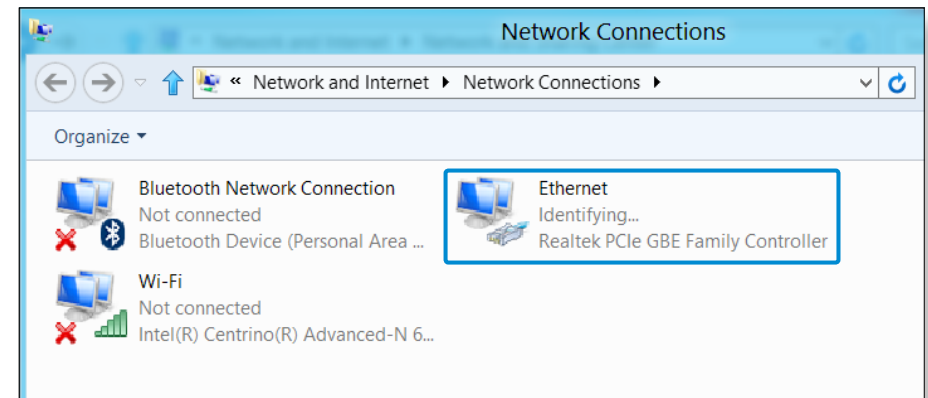 Network Connections
« Network and Internet ▸ Network Connections ▸
Organize ▾
Bluetooth Network Connection
Not connected
Bluetooth Device (Personal Area ...
Ethernet
Identifying...
Realtek PCIe GBE Family Controller
Wi-Fi
Not connected
Intel(R) Centrino(R) Advanced-N 6...